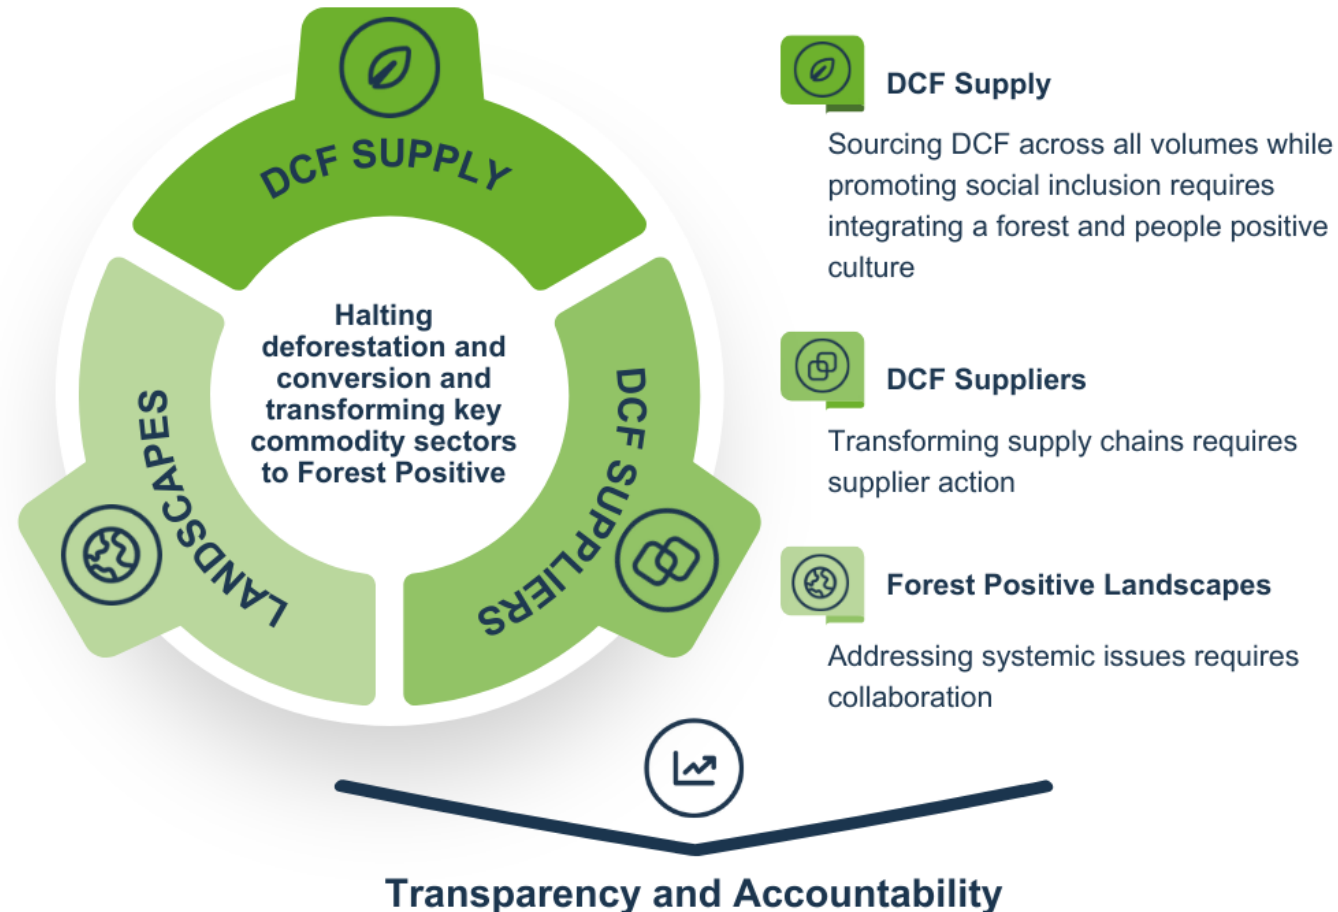 DCF SUPPLY
LANDSCAPES
DCF SUPPLIERS
Halting
deforestation and
conversion and
transforming key
commodity sectors
to Forest Positive
DCF Supply
Sourcing DCF across all volumes while
promoting social inclusion requires
integrating a forest and people positive
culture
DCF Suppliers
Transforming supply chains requires
supplier action
Forest Positive Landscapes
Addressing systemic issues requires
collaboration
Transparency and Accountability